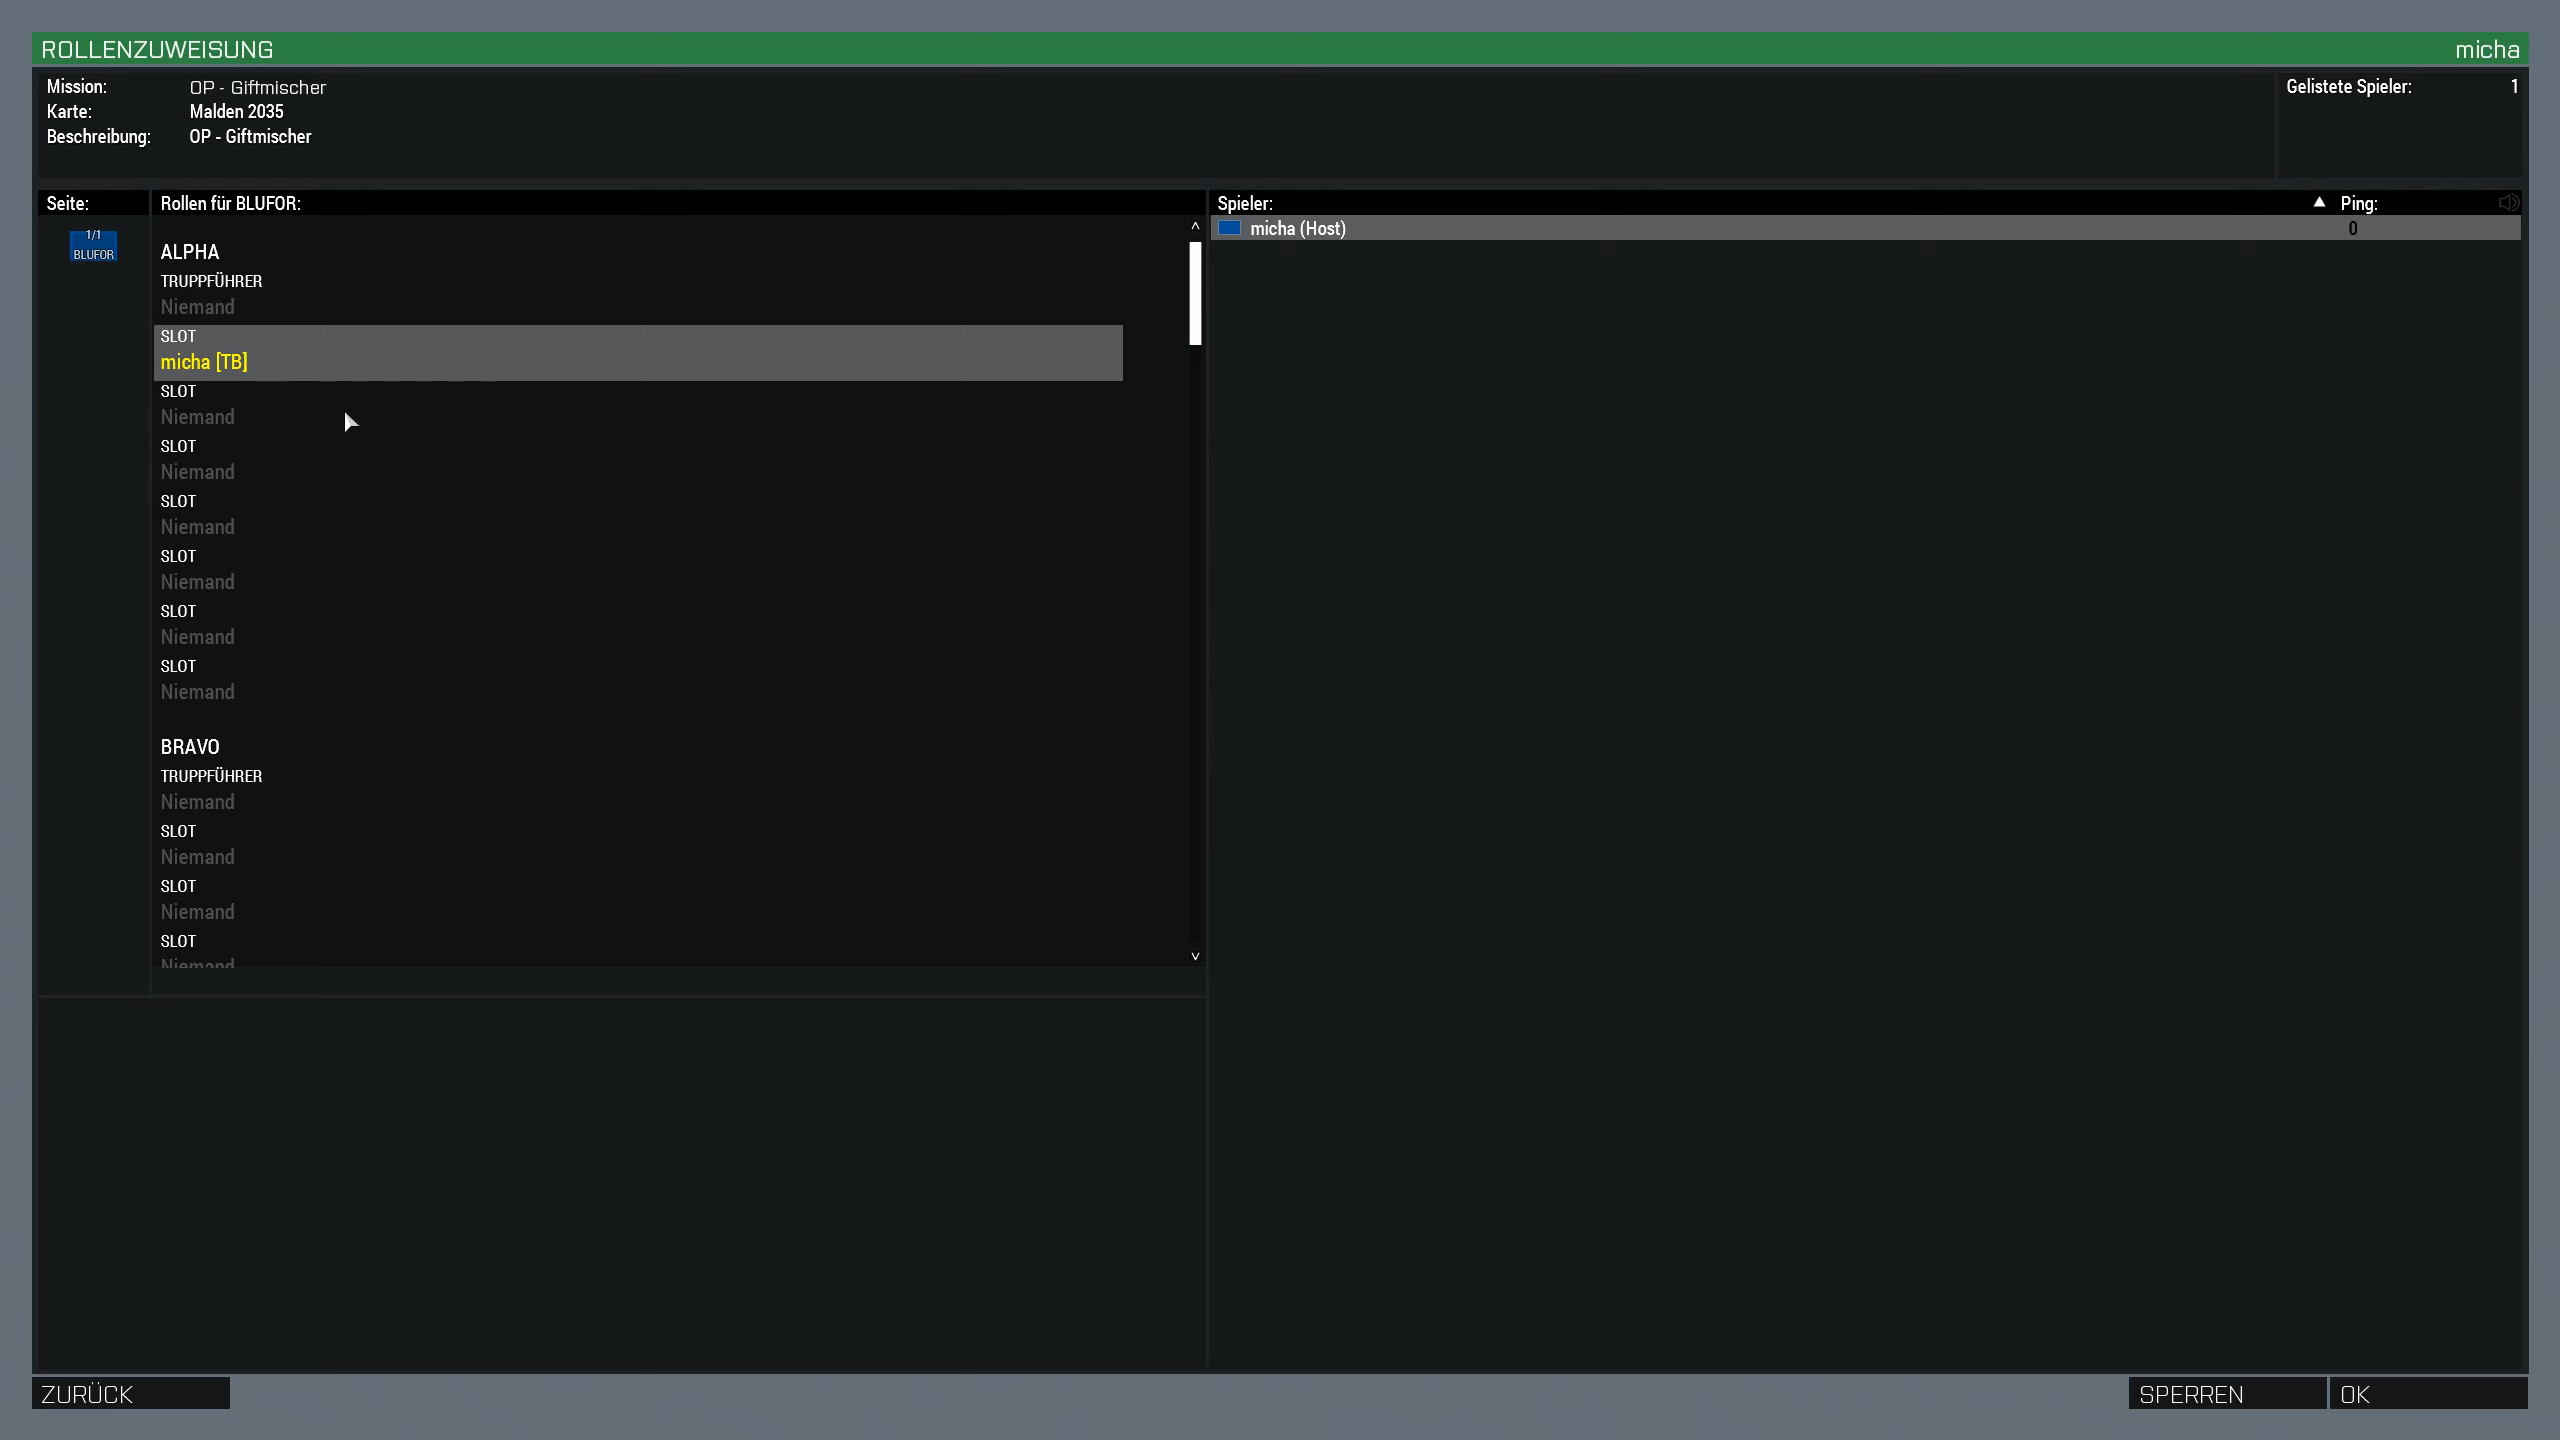 ROLLENZUWEISUNG micha
Mission: OP - Giftmischer
Karte: Malden 2035
Beschreibung: OP - Giftmischer
Gelistete Spieler: 1
Seite:
1/1
BLUFOR
Rollen für BLUFOR:
ALPHA
TRUPPFÜHRER
Niemand
SLOT
micha [TB]
SLOT
Niemand
SLOT
Niemand
SLOT
Niemand
SLOT
Niemand
SLOT
Niemand
SLOT
Niemand
BRAVO
TRUPPFÜHRER
Niemand
SLOT
Niemand
SLOT
Niemand
SLOT
Niemand
Spieler: Ping:
micha (Host) 0
ZURÜCK
SPERREN
OK